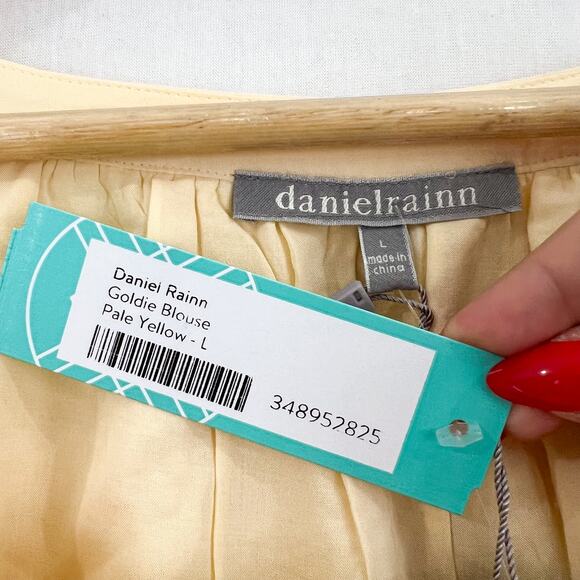 danielrainn
L
made in
china
Daniel Rainn
Goldie Blouse
Pale Yellow - L
348952825